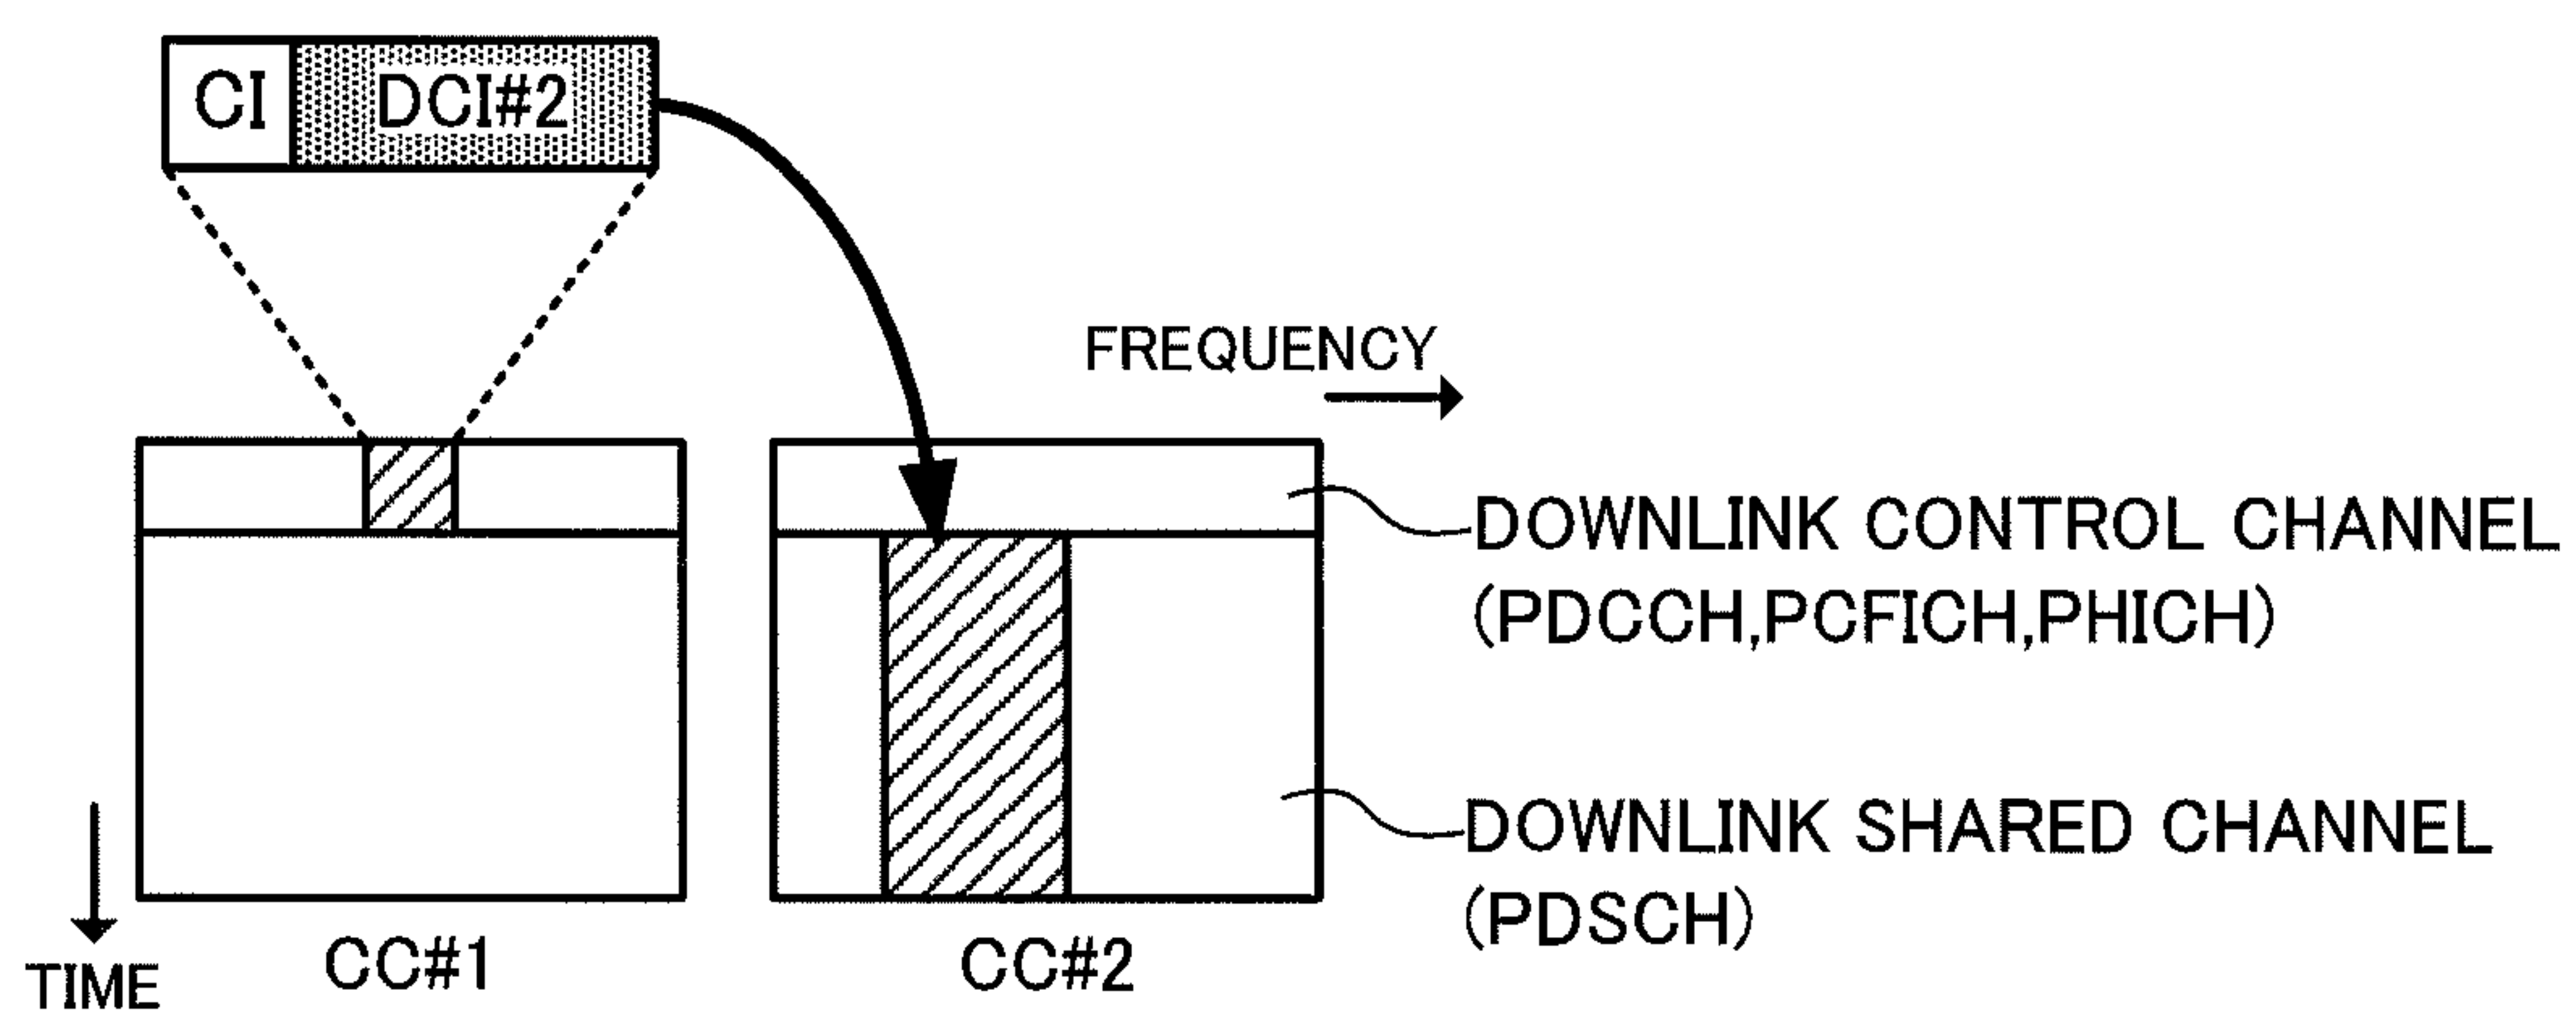 CI DCI#2
FREQUENCY
DOWNLINK CONTROL CHANNEL
(PDCCH,PCFICH,PHICH)
DOWNLINK SHARED CHANNEL
(PDSCH)
TIME
CC#1
CC#2